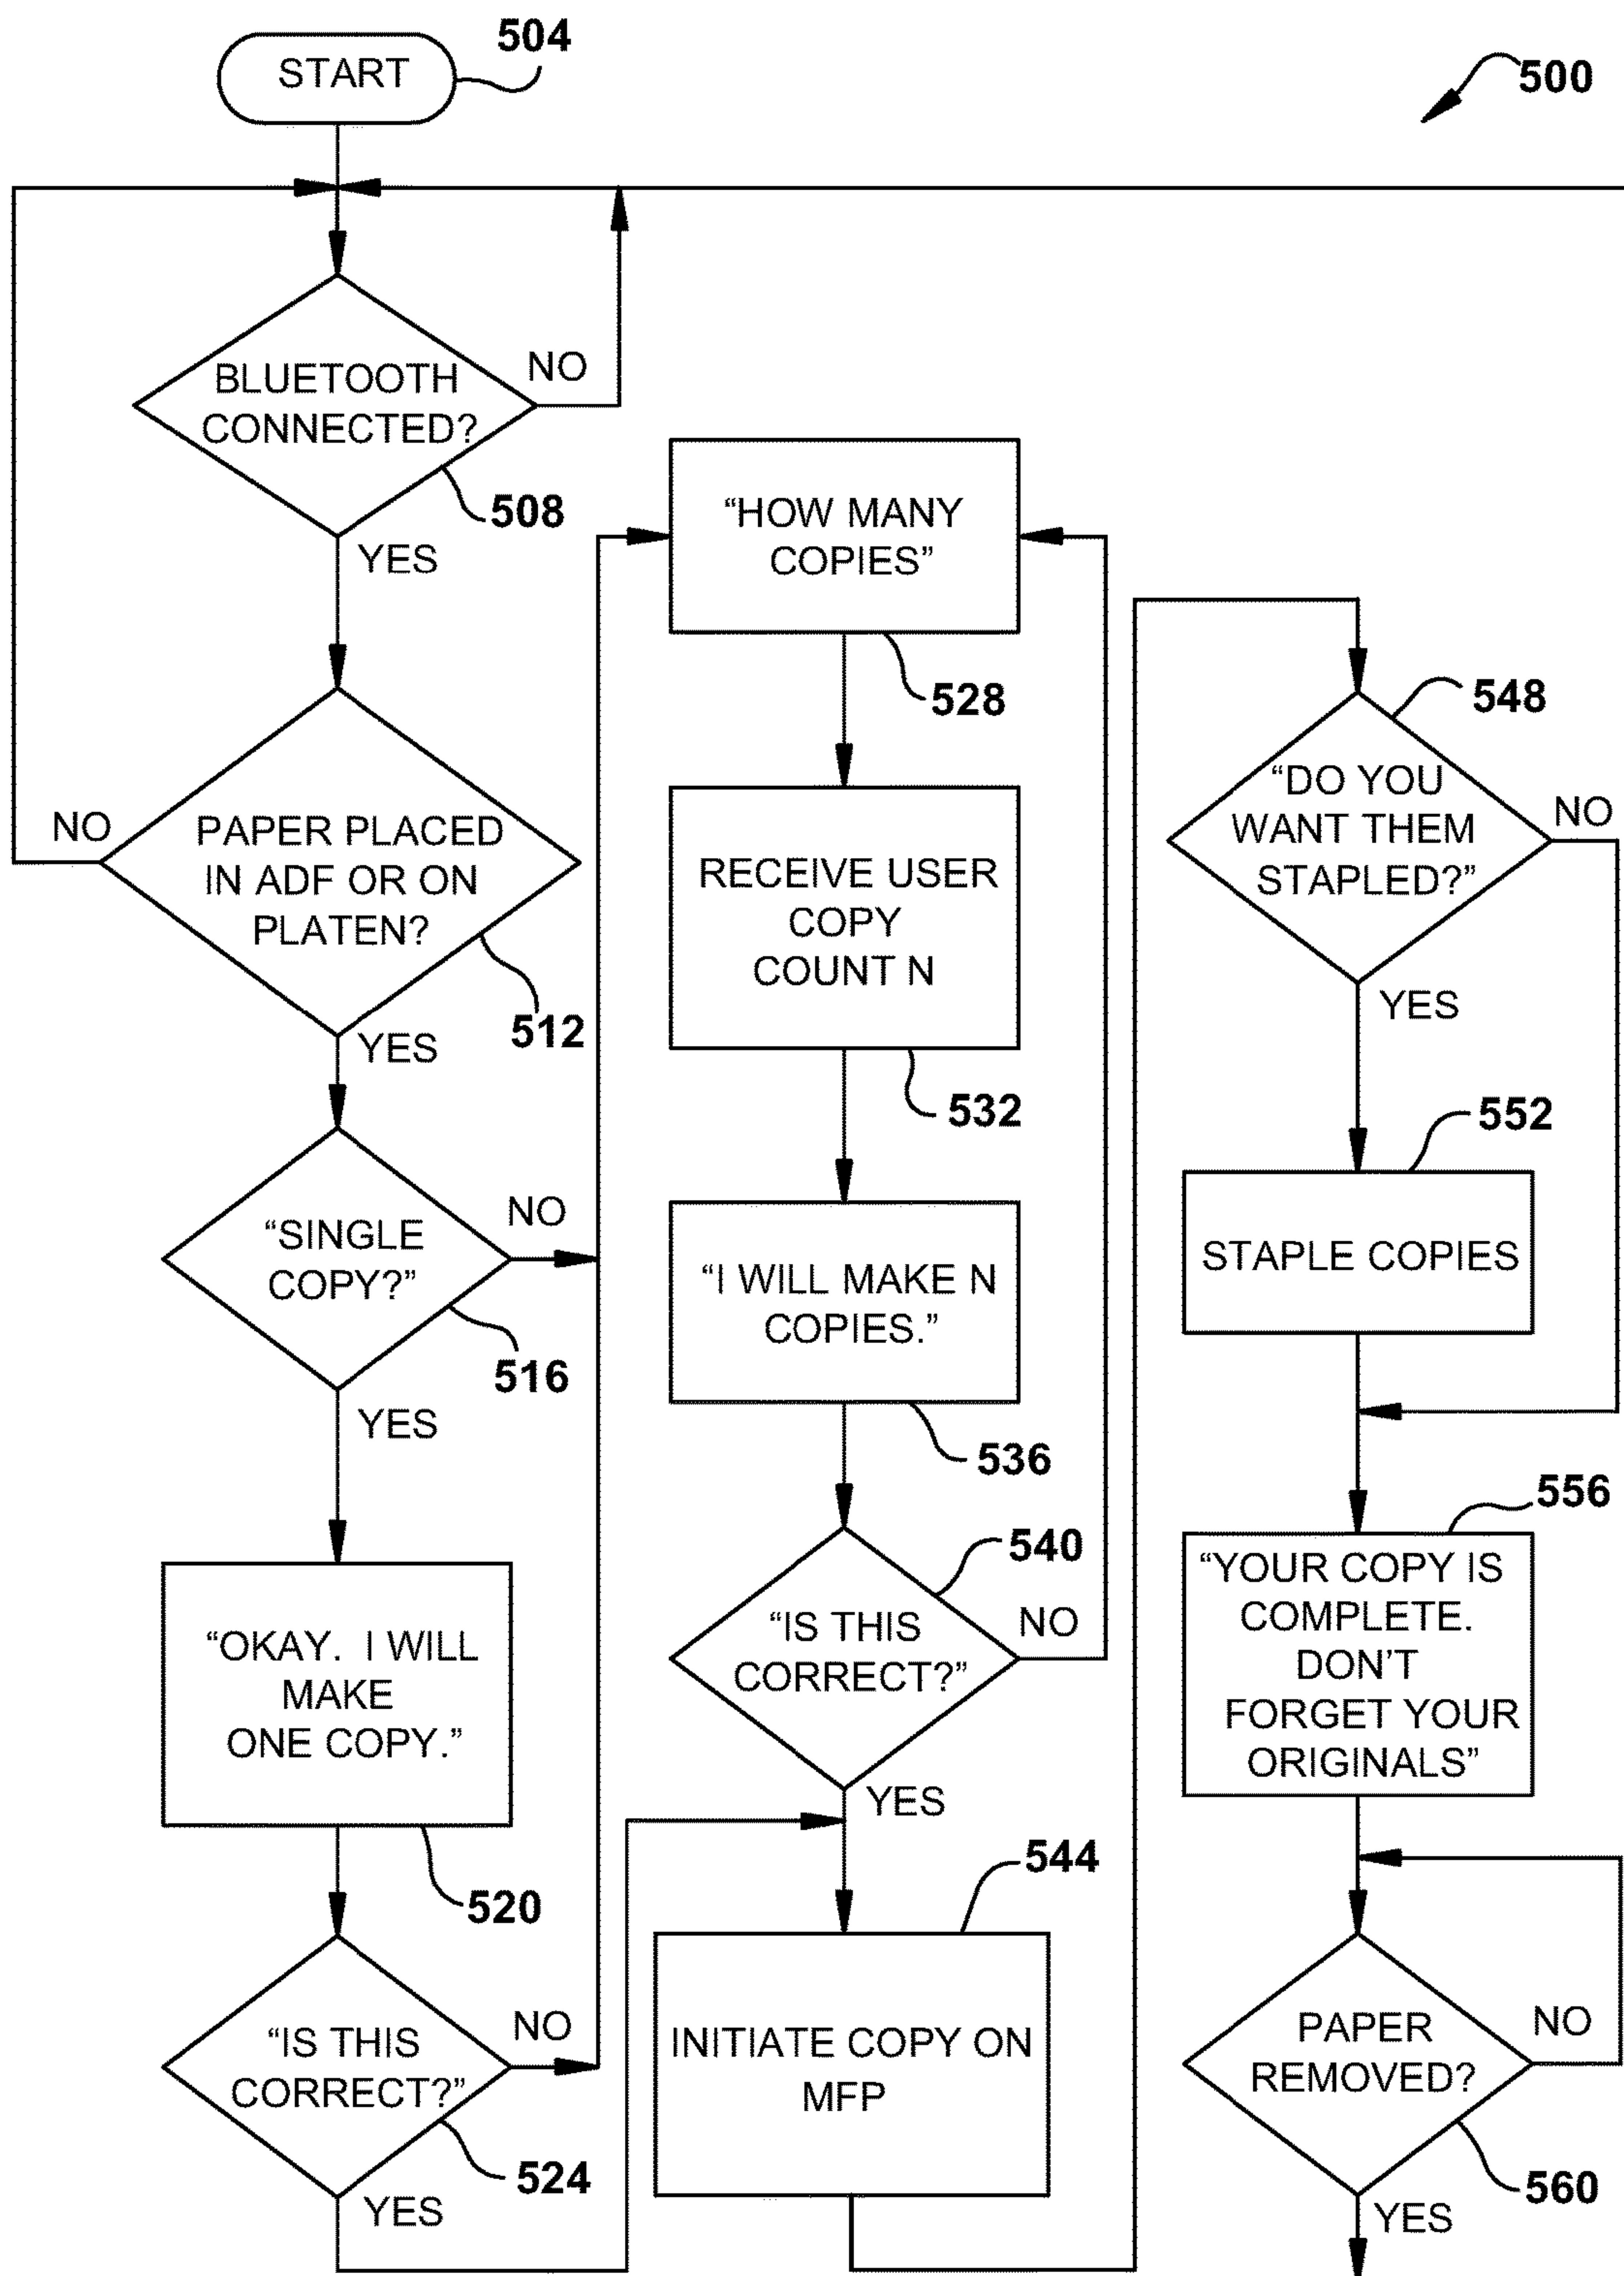 START
504
500
BLUETOOTH
CONNECTED?
NO
508
YES
PAPER PLACED
IN ADF OR ON
PLATEN?
NO
512
YES
“SINGLE
COPY?”
NO
516
YES
“OKAY.  I WILL
MAKE
ONE COPY.”
520
“IS THIS
CORRECT?”
NO
524
YES
“HOW MANY
COPIES”
528
RECEIVE USER
COPY
COUNT N
532
“I WILL MAKE N
COPIES.”
536
540
“IS THIS
CORRECT?”
NO
YES
544
INITIATE COPY ON
MFP
548
“DO YOU
WANT THEM
STAPLED?”
NO
YES
552
STAPLE COPIES
556
“YOUR COPY IS
COMPLETE.
DON’T
FORGET YOUR
ORIGINALS”
PAPER
REMOVED?
NO
560
YES